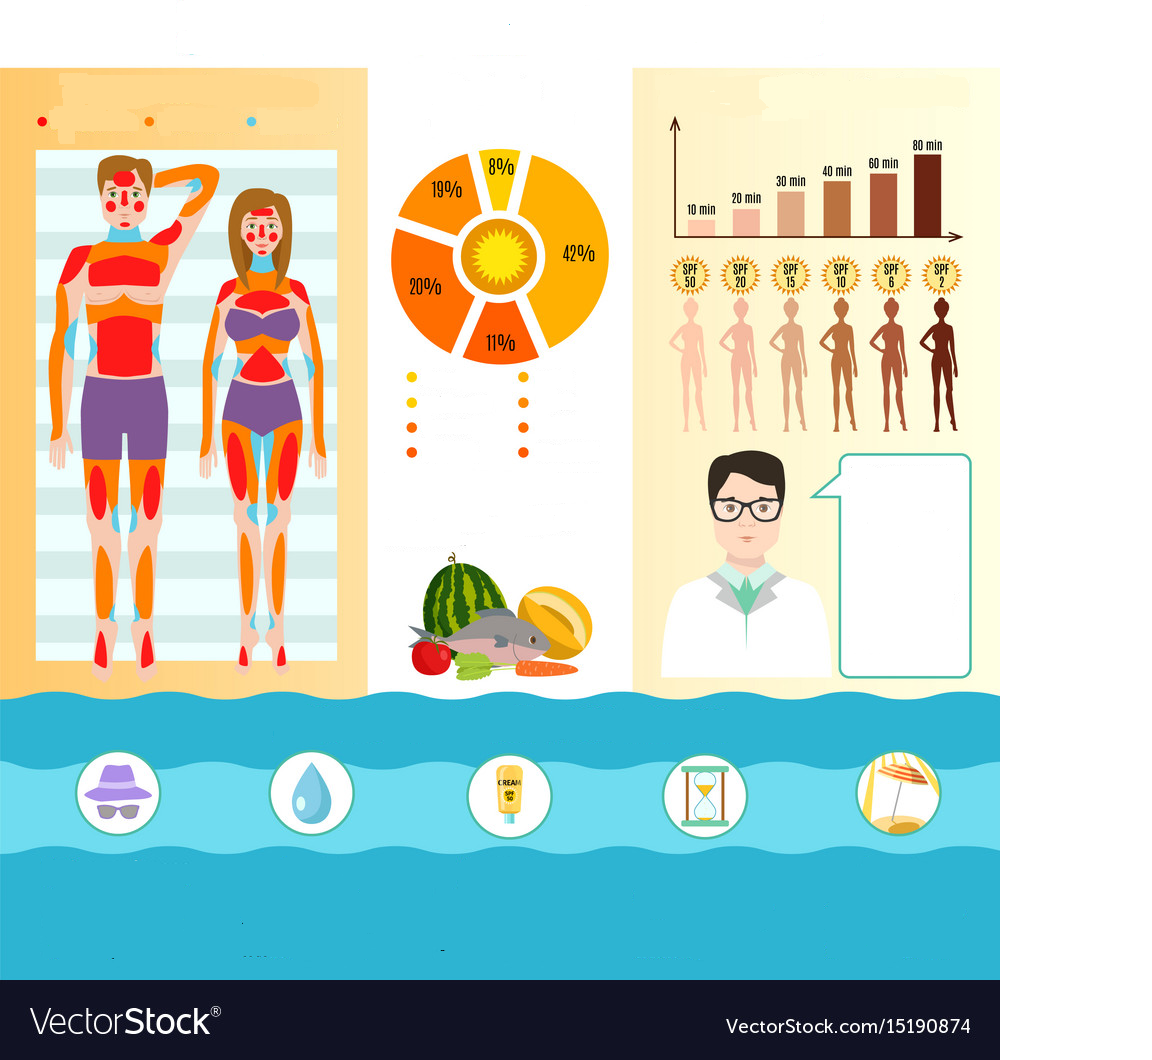 8%
19%
42%
20%
11%
10 min
20 min
30 min
40 min
60 min
80 min
SPF
50
SPF
20
SPF
15
SPF
10
SPF
6
SPF
2
CREAM
SPF
50
VectorStock®
VectorStock.com/15190874